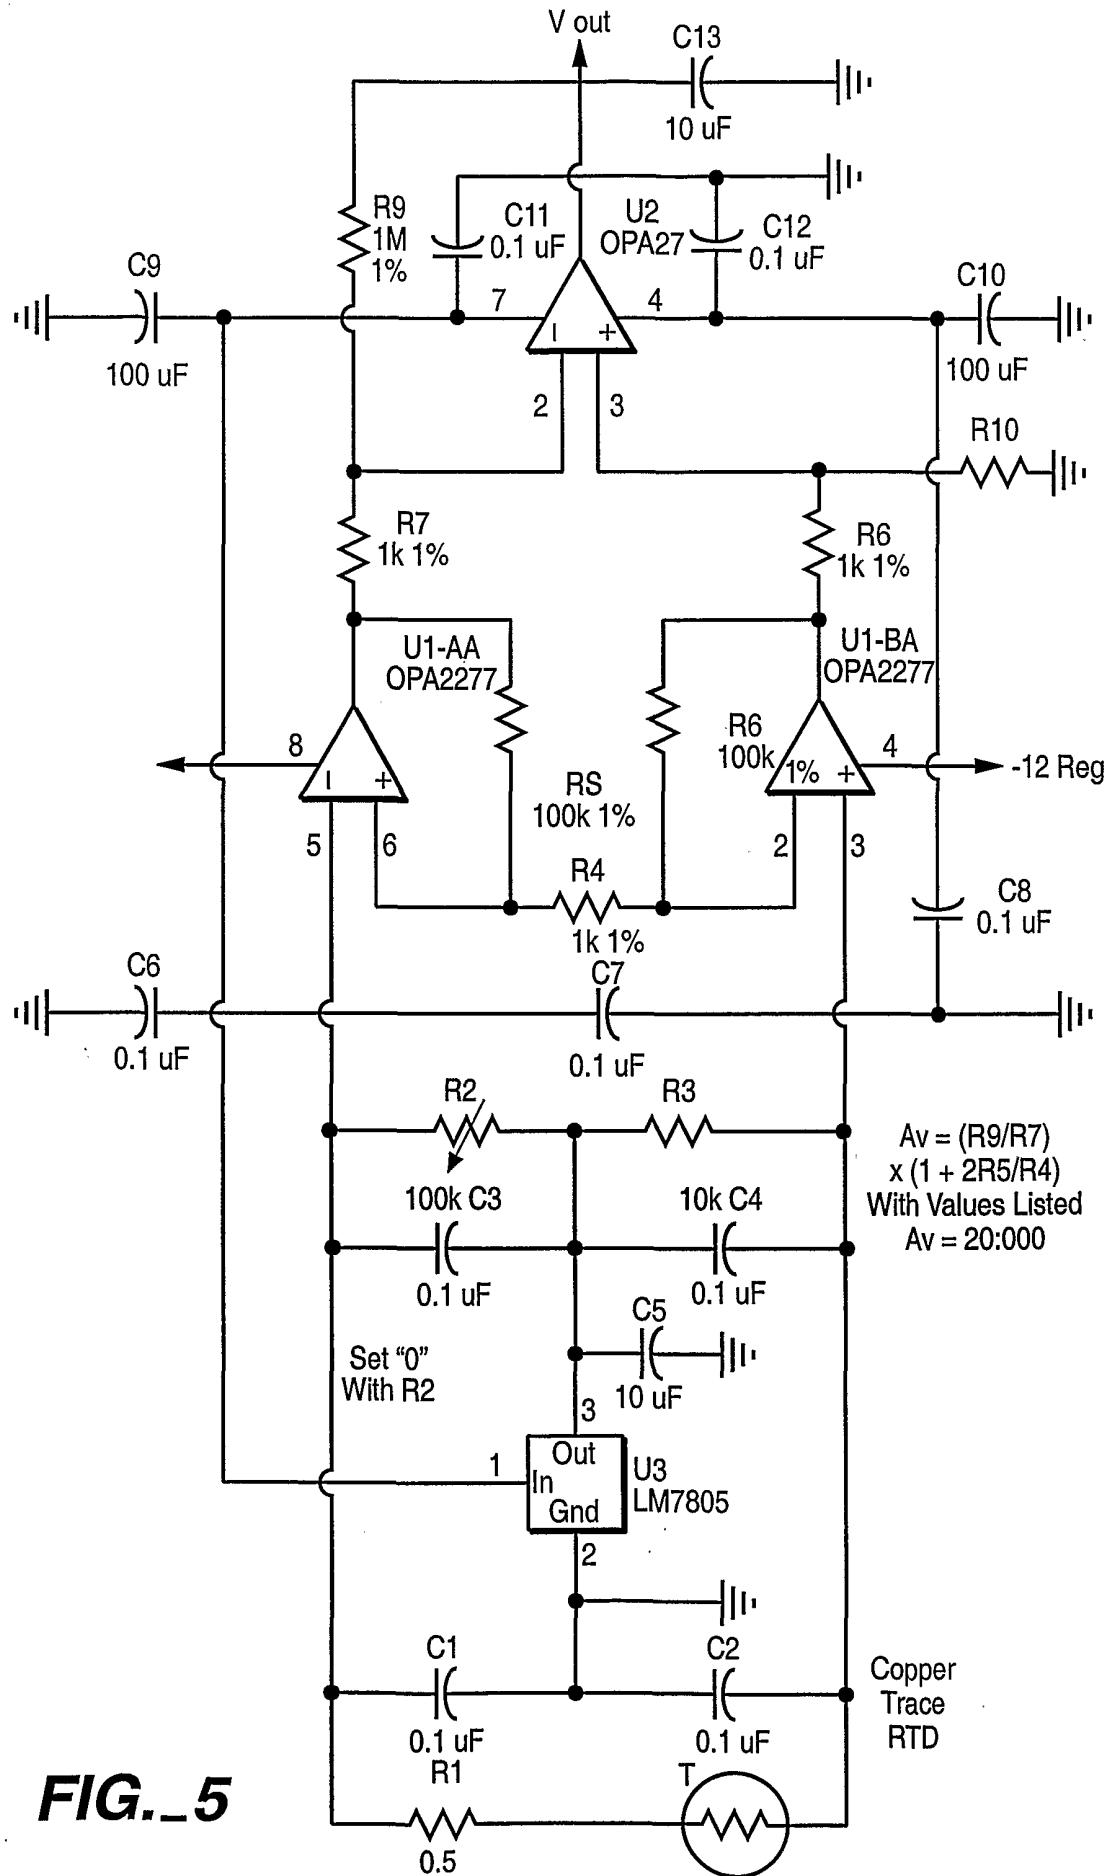 V out
C13
10 uF
R9
1M
1%
C11
0.1 uF
U2
OPA27
C12
0.1 uF
C9
100 uF
7
4
C10
100 uF
2
3
R10
R7
1k 1%
R6
1k 1%
U1-AA
OPA2277
U1-BA
OPA2277
8
R6
100k
1%
4
-12 Reg
RS
100k 1%
5
6
2
3
R4
1k 1%
C8
0.1 uF
C6
0.1 uF
C7
0.1 uF
R2
R3
Av = (R9/R7)
x (1 + 2R5/R4)
With Values Listed
Av = 20:000
100k C3
0.1 uF
10k C4
0.1 uF
C5
10 uF
Set “0”
With R2
3
1
Out
In
Gnd
U3
LM7805
2
C1
0.1 uF
C2
0.1 uF
Copper
Trace
RTD
R1
0.5
T
FIG._5